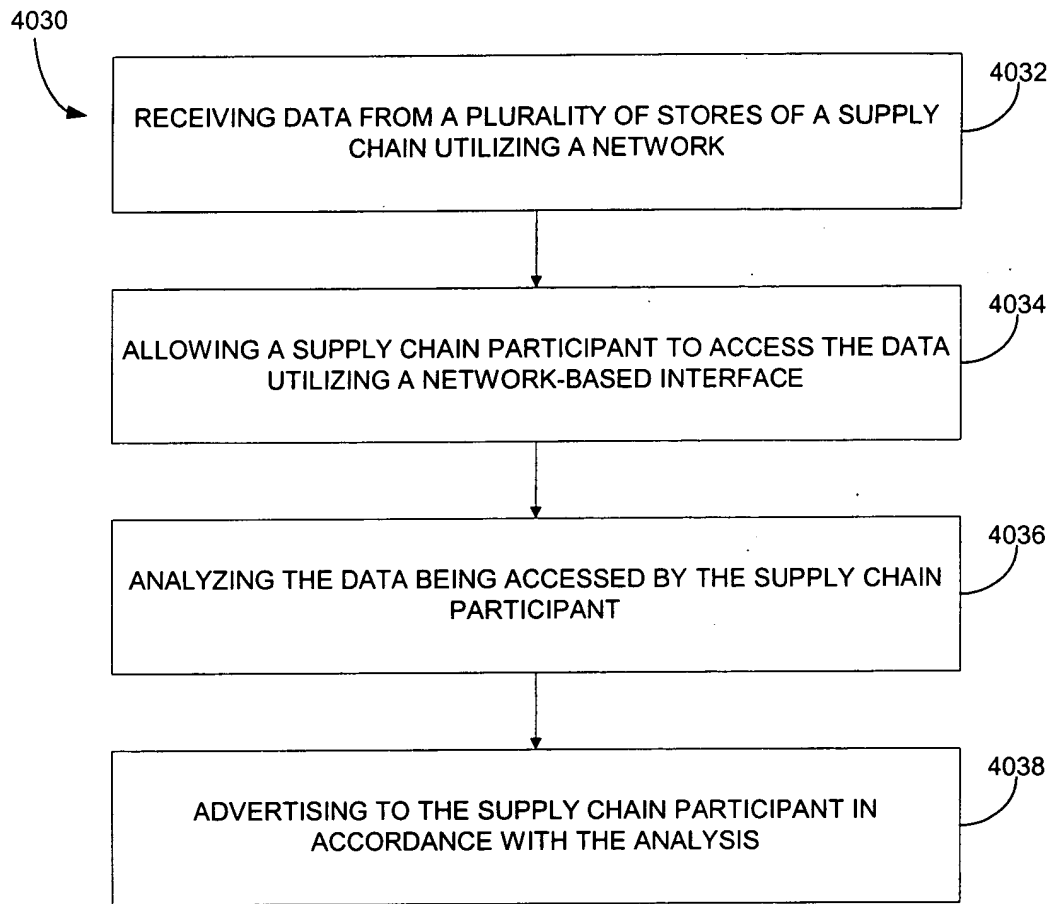 4030
4032
RECEIVING DATA FROM A PLURALITY OF STORES OF A SUPPLY
CHAIN UTILIZING A NETWORK
4034
ALLOWING A SUPPLY CHAIN PARTICIPANT TO ACCESS THE DATA
UTILIZING A NETWORK-BASED INTERFACE
4036
ANALYZING THE DATA BEING ACCESSED BY THE SUPPLY CHAIN
PARTICIPANT
4038
ADVERTISING TO THE SUPPLY CHAIN PARTICIPANT IN
ACCORDANCE WITH THE ANALYSIS